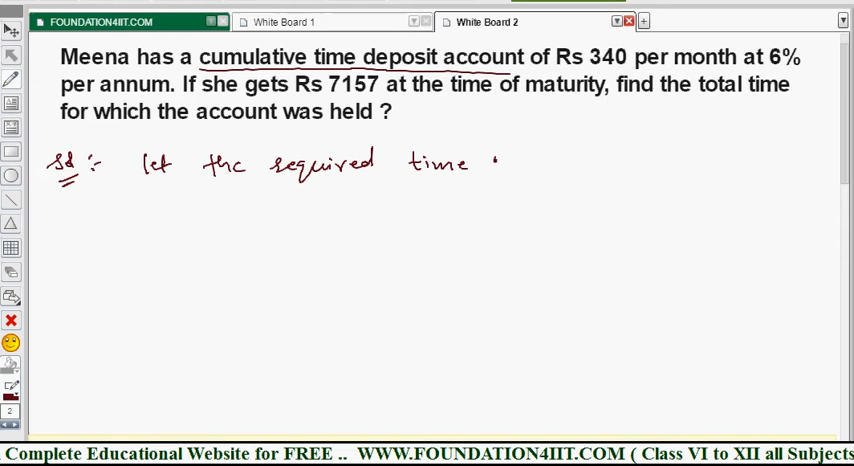 FOUNDATION4IIT.COM ? × White Board 1 White Board 2
Meena has a cumulative time deposit account of Rs 340 per month at 6%
per annum. If she gets Rs 7157 at the time of maturity, find the total time
for which the account was held ?
Sol :- let the required time
2
Complete Educational Website for FREE .. WWW.FOUNDATION4IIT.COM ( Class VI to XII all Subjects